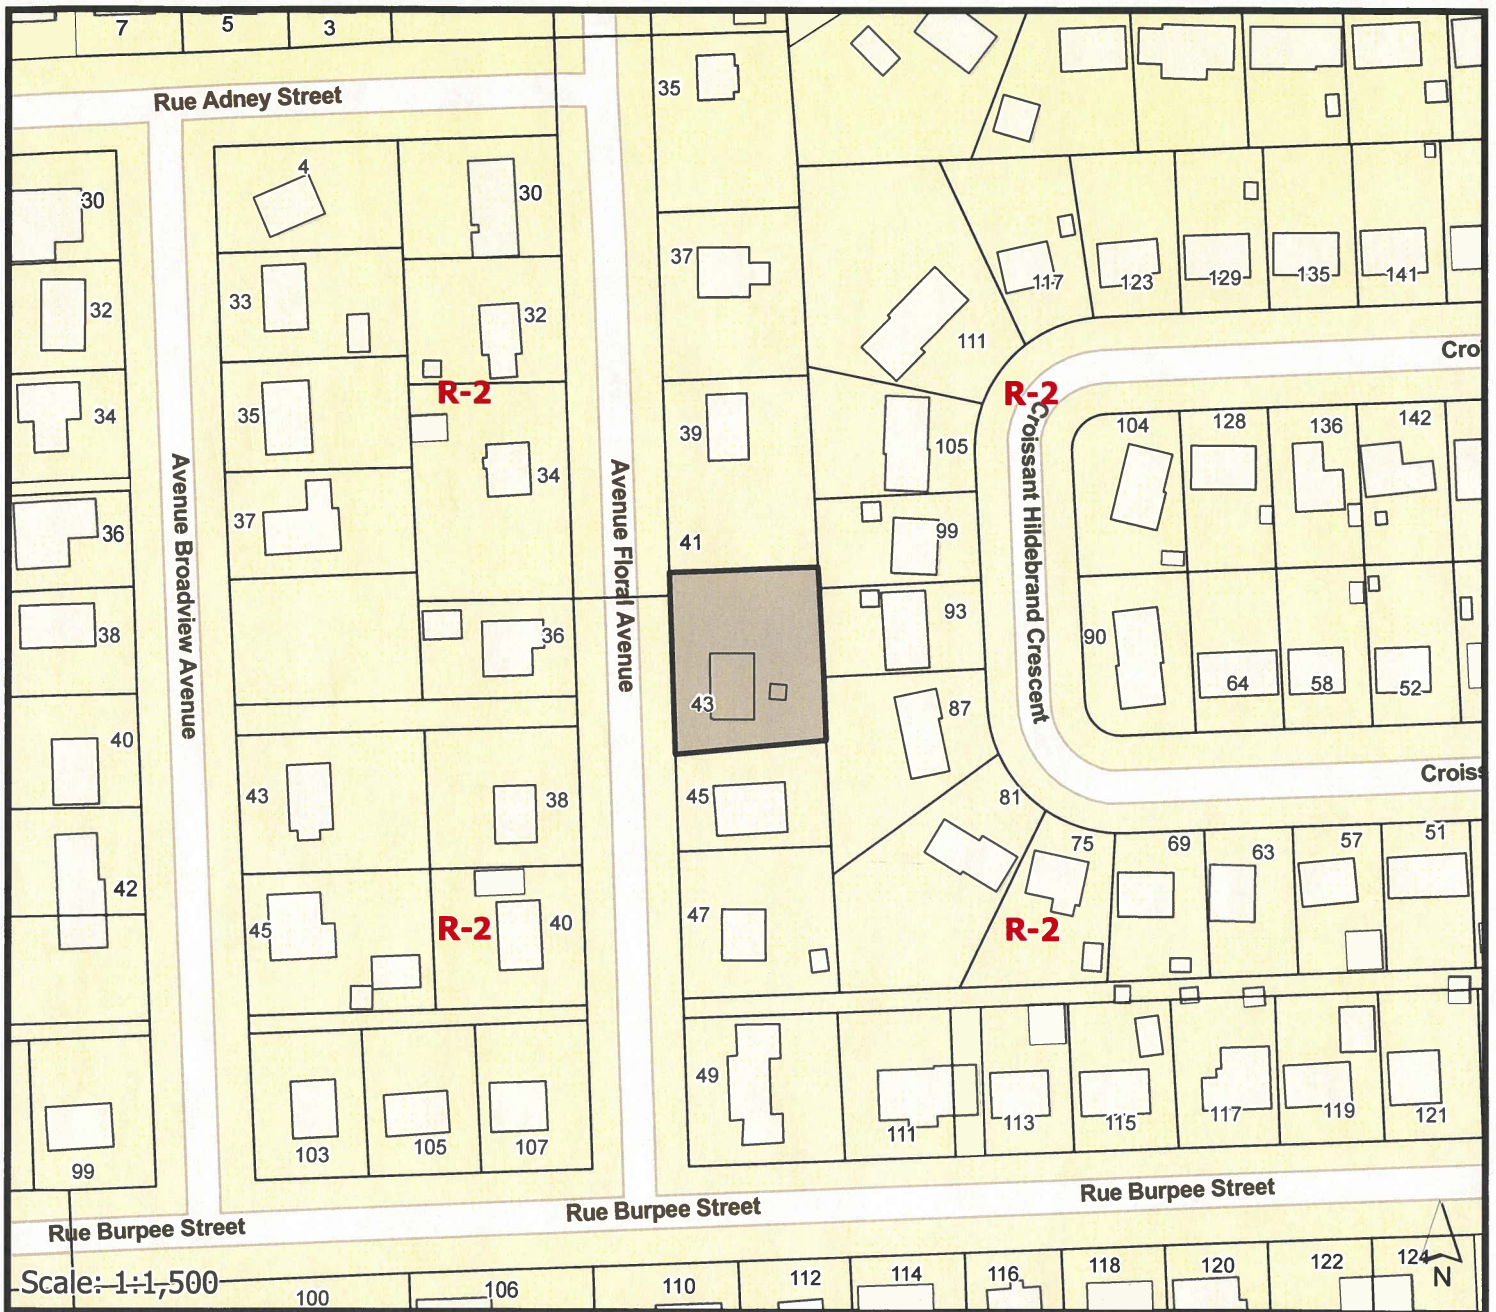 7 5 3
Rue Adney Street
35
4
30 30
37
33
32 32
111
117 123 129 135 141
Cro
R-2 R-2
34 35
39
105
104 128 136 142
34
Avenue Broadview Avenue
Avenue Floral Avenue
Croissant Hildebrand Crescent
36 37
41
99
38
36
93
90
64 58 52
43
87
40
43 38
45
81
Croiss
75 69 63 57 51
42
45
R-2
40
47
R-2
49
103 105 107
111 113 115 117 119 121
99
Rue Burpee Street
Rue Burpee Street
Rue Burpee Street
Scale: 1:1,500
100 106 110 112 114 116 118 120 122 124
N